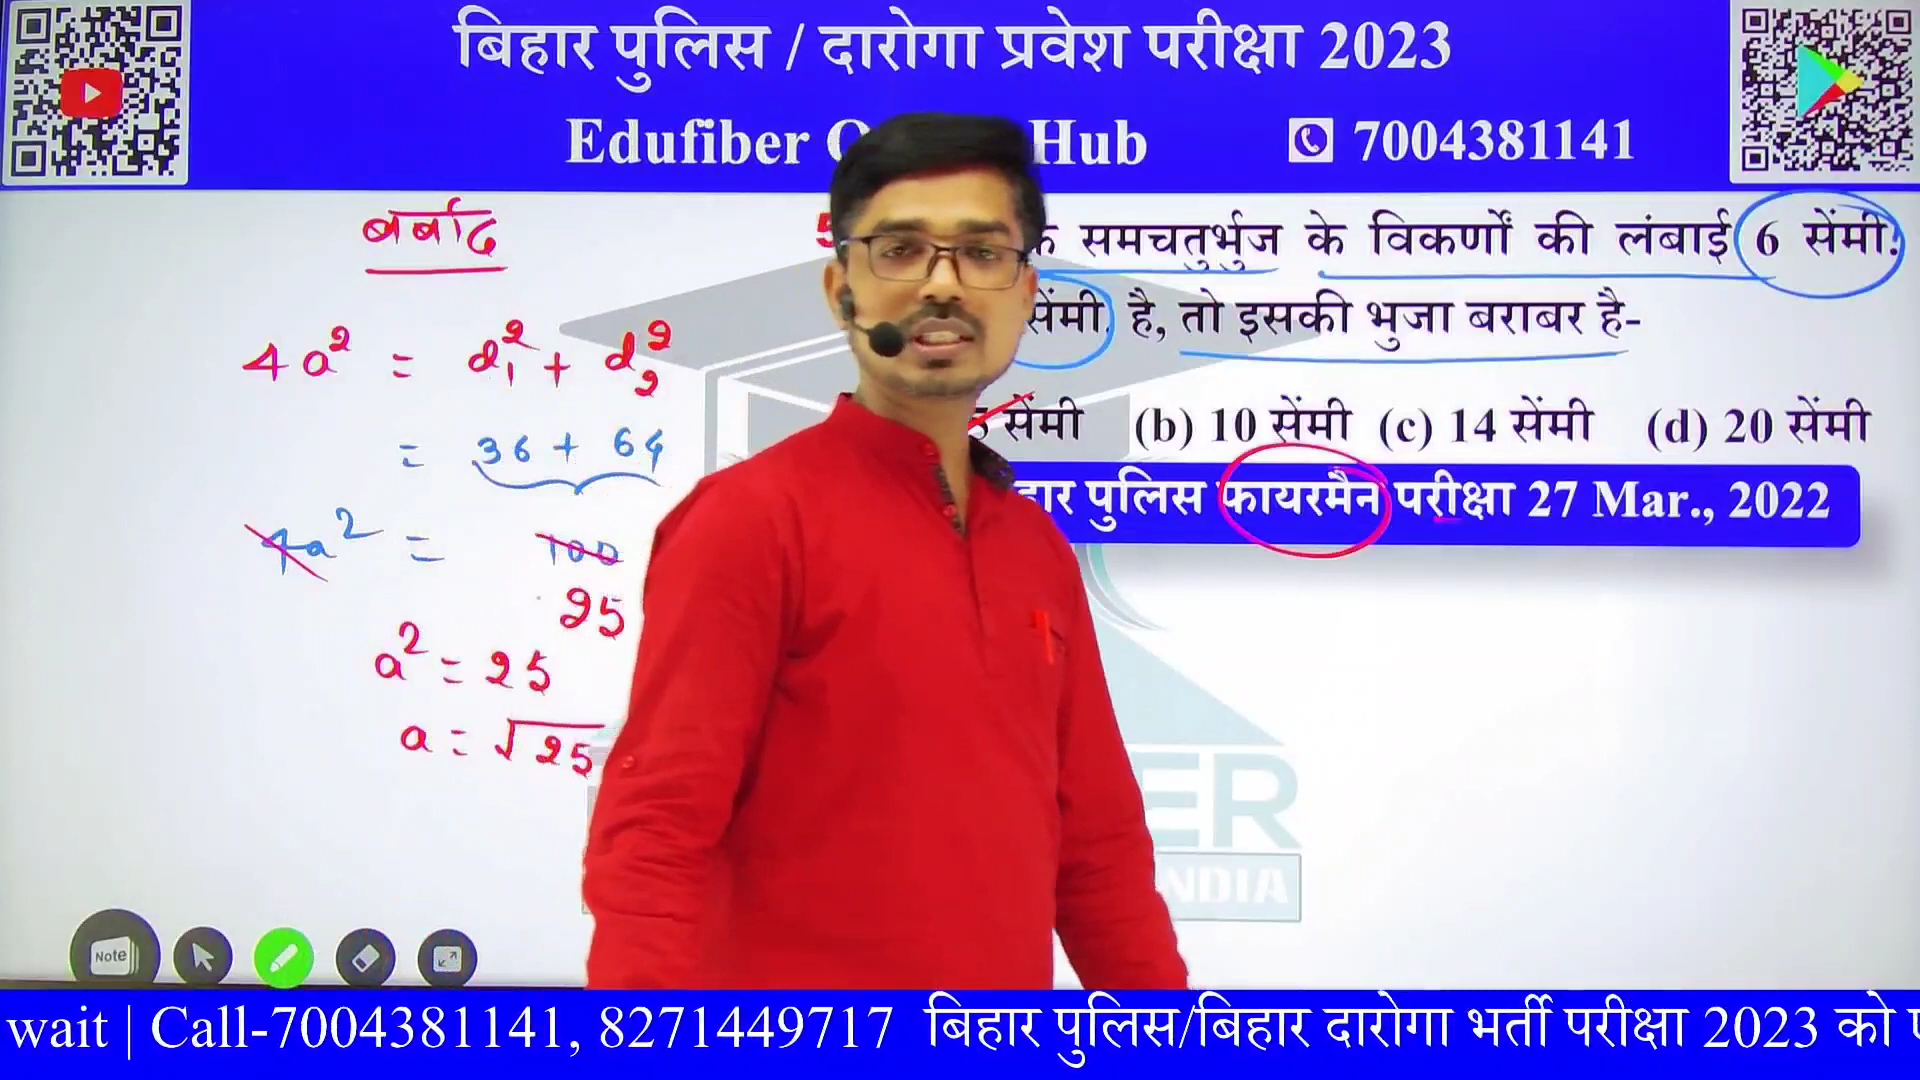 बिहार पुलिस / दारोगा प्रवेश परीक्षा 2023
Edufiber Hub 7004381141
बर्बाद
समचतुर्भुज के विकर्णों की लंबाई 6 सेंमी.
सेंमी. है, तो इसकी भुजा बराबर है-
5 सेंमी (b) 10 सेंमी (c) 14 सेंमी (d) 20 सेंमी
पुलिस फायरमैन परीक्षा 27 Mar., 2022
4a² = d₁² + d₂²
= 36 + 64
4a² = 100
25
a² = 25
a = √25
NDIA
Note
wait | Call-7004381141, 8271449717 बिहार पुलिस/बिहार दारोगा भर्ती परीक्षा 2023 को